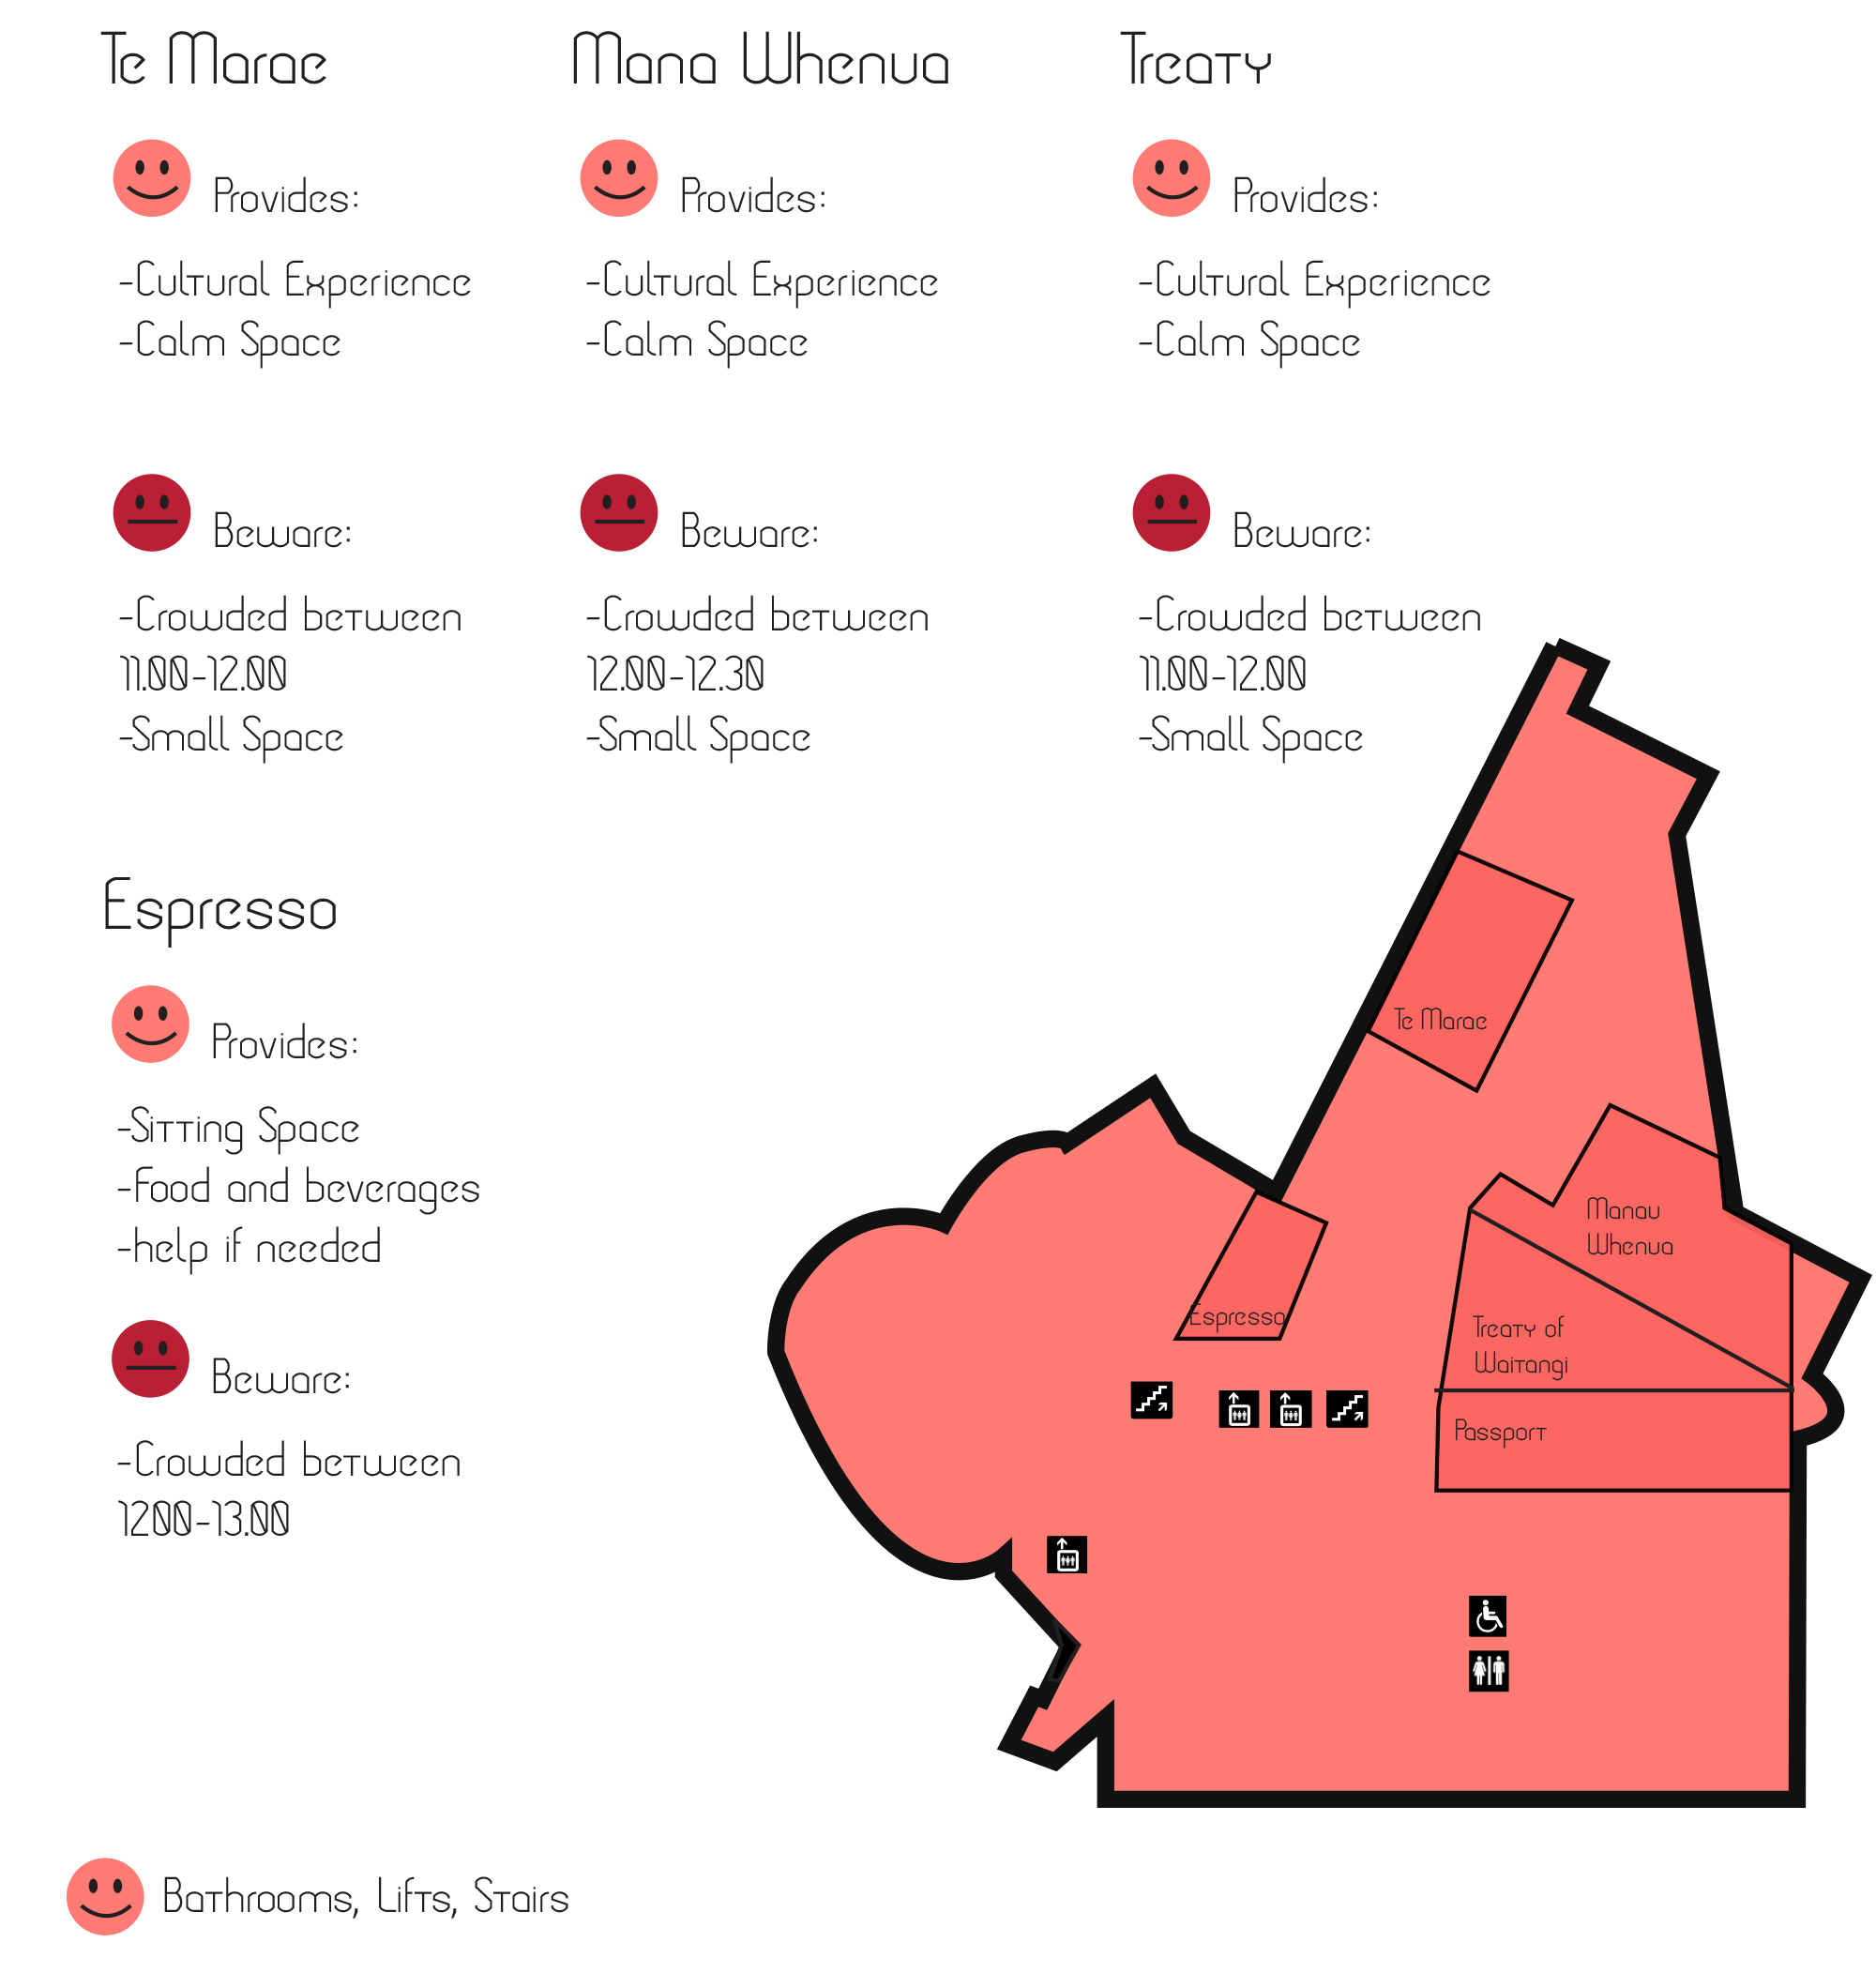 Te Marae
Provides:
-Cultural Experience
-Calm Space
Beware:
-Crowded between
11.00-12.00
-Small Space
Mana Whenua
Provides:
-Cultural Experience
-Calm Space
Beware:
-Crowded between
12.00-12.30
-Small Space
Treaty
Provides:
-Cultural Experience
-Calm Space
Beware:
-Crowded between
11.00-12.00
-Small Space
Espresso
Provides:
-Sitting Space
-Food and beverages
-help if needed
Beware:
-Crowded between
1200-13.00
Te Marae
Manau
Whenua
Espresso
Treaty of
Waitangi
Passport
Bathrooms, Lifts, Stairs